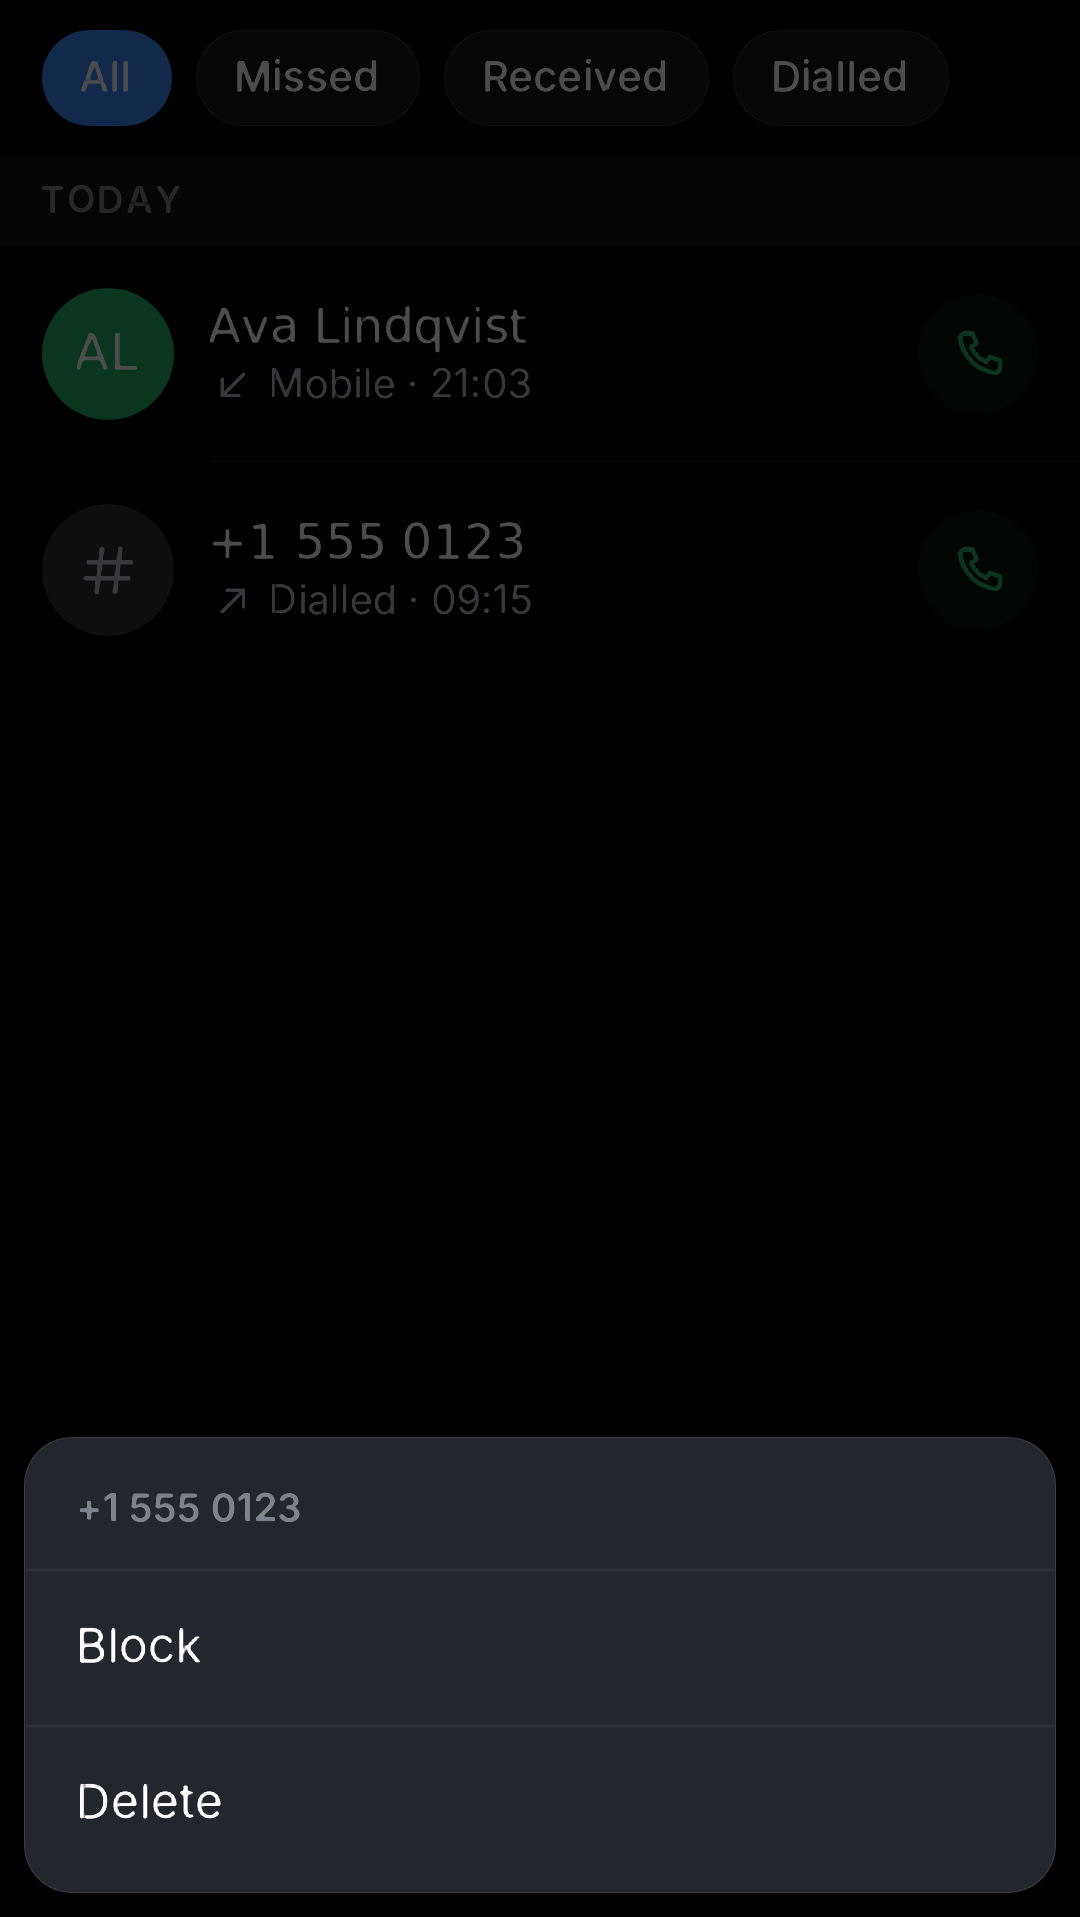 All Missed Received Dialled
TODAY
AL Ava Lindqvist
Mobile · 21:03
# +1 555 0123
Dialled · 09:15
+1 555 0123
Block
Delete